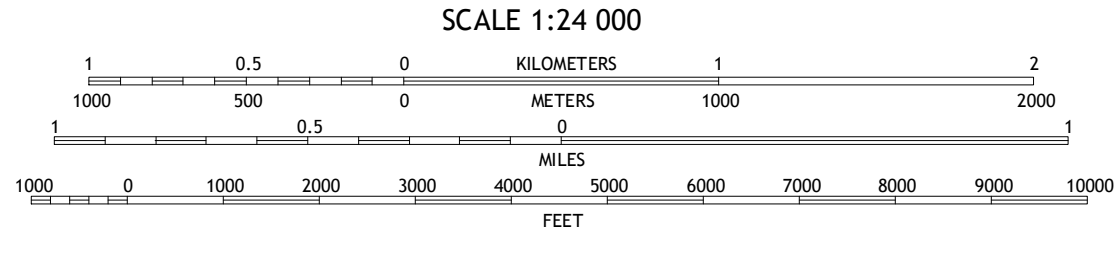 SCALE 1:24 000
1 0.5 0 KILOMETERS 1 2
1000 500 0 METERS 1000 2000
1 0.5 0 1
MILES
1000 0 1000 2000 3000 4000 5000 6000 7000 8000 9000 10000
FEET